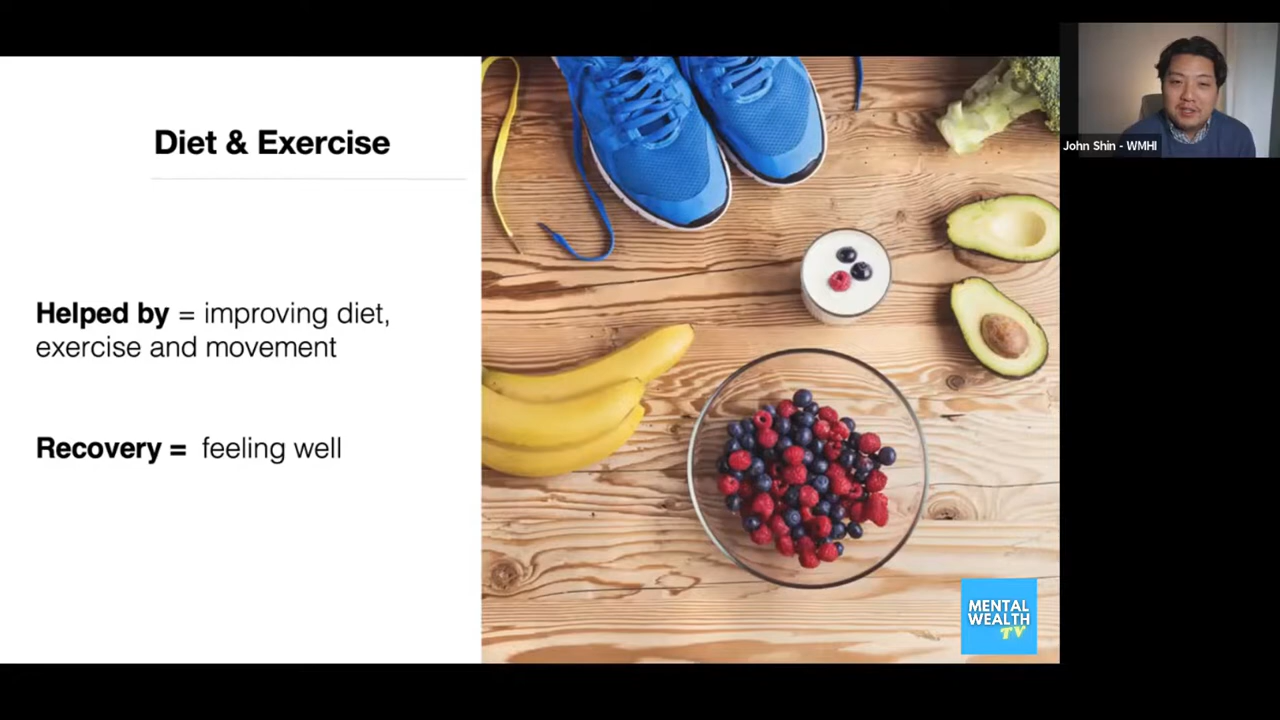 Diet & Exercise
Helped by = improving diet,
exercise and movement
Recovery = feeling well
MENTAL
WEALTH
TV
John Shin - WMHI